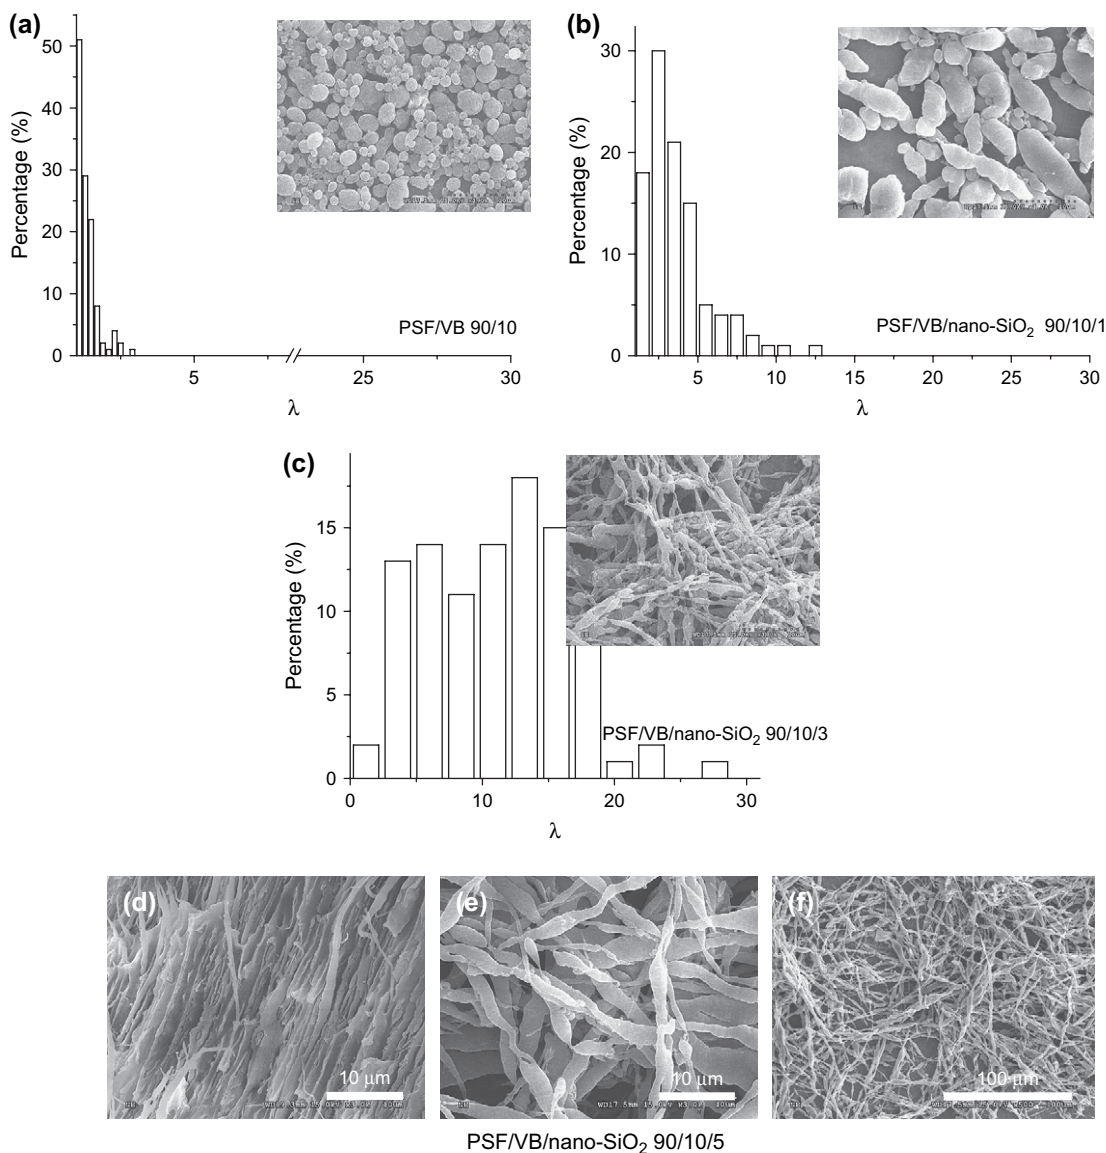 (a)
50
40
30
20
10
0
Percentage (%)
PSF/VB 90/10
5 25 30
λ
(b)
30
20
10
0
Percentage (%)
PSF/VB/nano-SiO₂ 90/10/1
5 10 15 20 25 30
λ
(c)
15
10
5
0
Percentage (%)
PSF/VB/nano-SiO₂ 90/10/3
0 10 20 30
λ
(d)
10 μm
(e)
10 μm
(f)
100 μm
PSF/VB/nano-SiO₂ 90/10/5